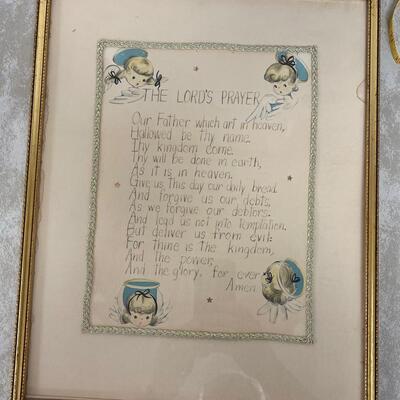 THE LORD'S PRAYER
Our Father which art in heaven,
Hallowed be thy name.
Thy kingdom come.
Thy will be done in earth,
As it is in heaven.
Give us this day our daily bread.
And forgive us our debts,
As we forgive our debtors.
And lead us not into temptation,
But deliver us from evil:
For thine is the kingdom,
And the power,
And the glory, for ever
Amen.